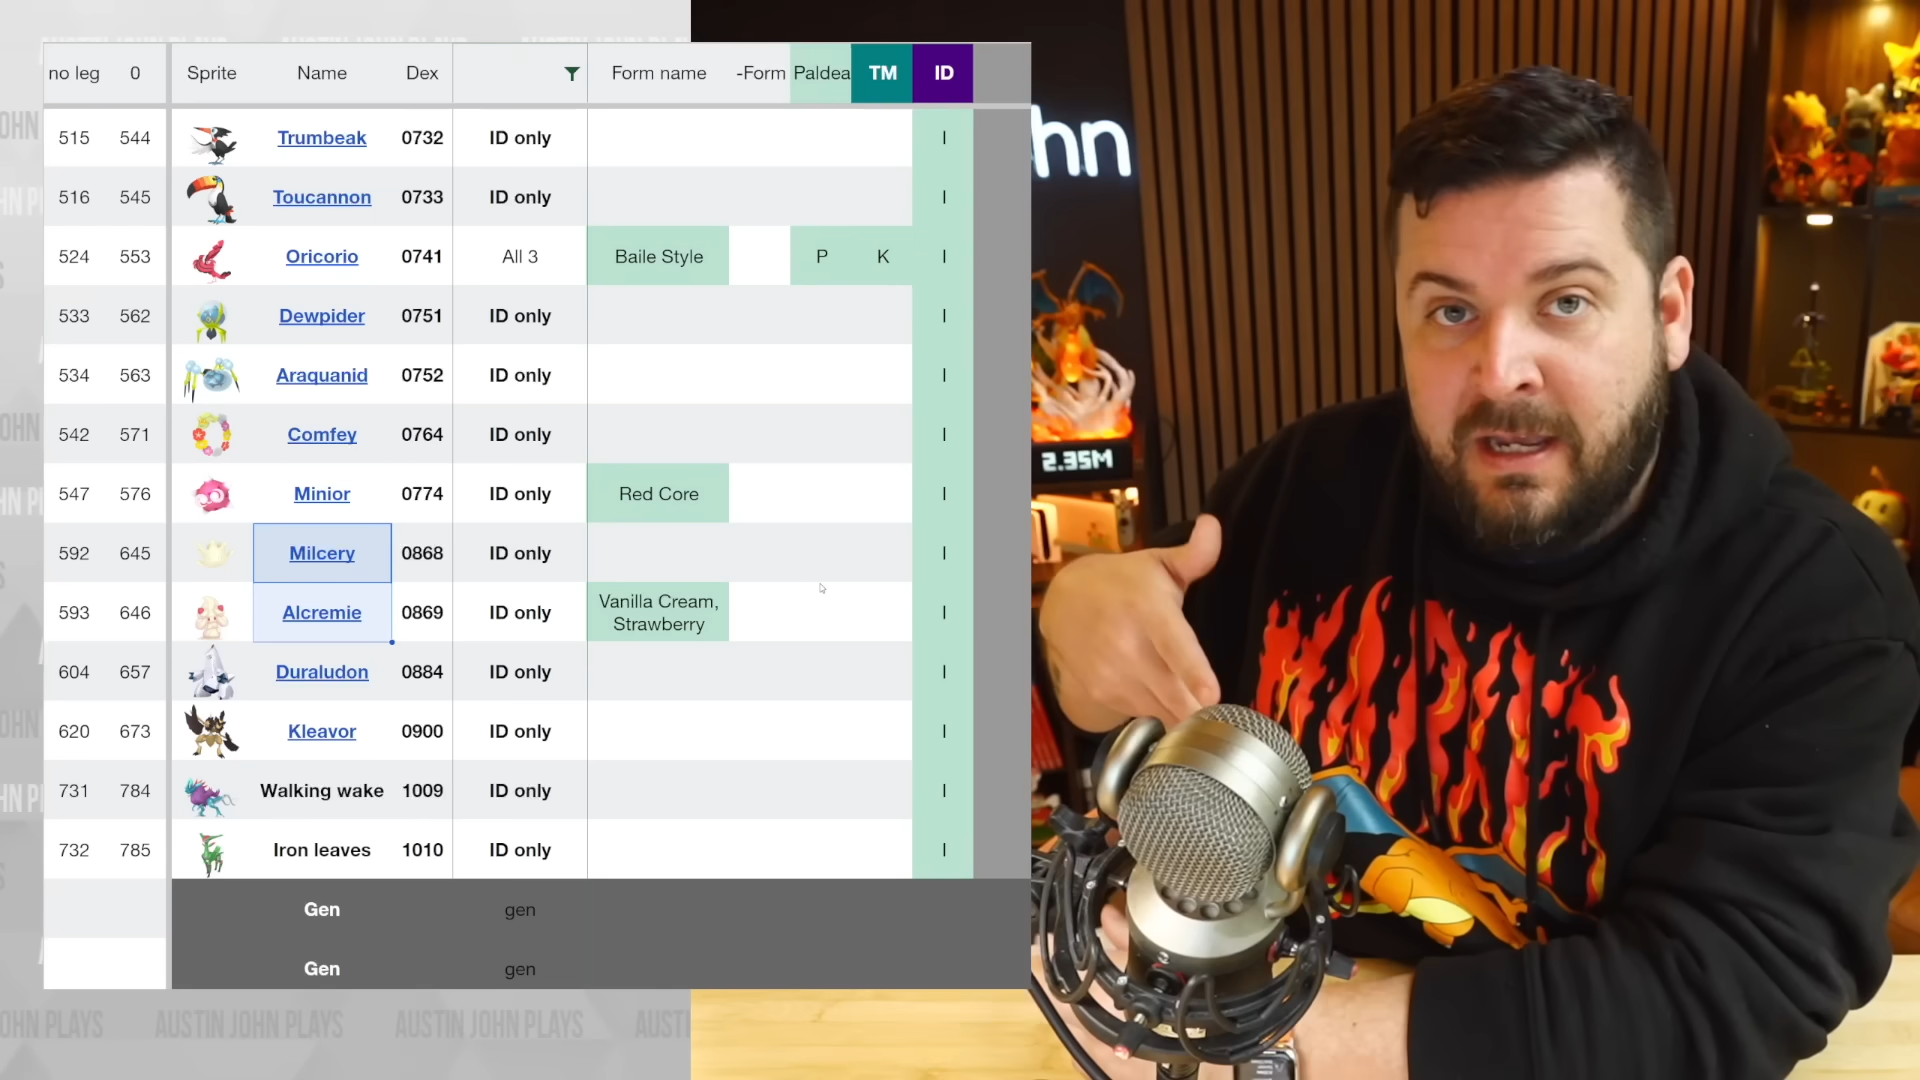 no leg 0 Sprite Name Dex Form name -Form Paldea TM ID
515 544 Trumbeak 0732 ID only I
516 545 Toucannon 0733 ID only I
524 553 Oricorio 0741 All 3 Baile Style P K I
533 562 Dewpider 0751 ID only I
534 563 Araquanid 0752 ID only I
542 571 Comfey 0764 ID only I
547 576 Minior 0774 ID only Red Core I
592 645 Milcery 0868 ID only I
593 646 Alcremie 0869 ID only Vanilla Cream, I
Strawberry
604 657 Duraludon 0884 ID only I
620 673 Kleavor 0900 ID only I
731 784 Walking wake 1009 ID only I
732 785 Iron leaves 1010 ID only I
Gen gen
Gen gen
hn
2.35M
OHN PLAYS AUSTIN JOHN PLAYS AUSTIN JOHN PLAYS AUSTI